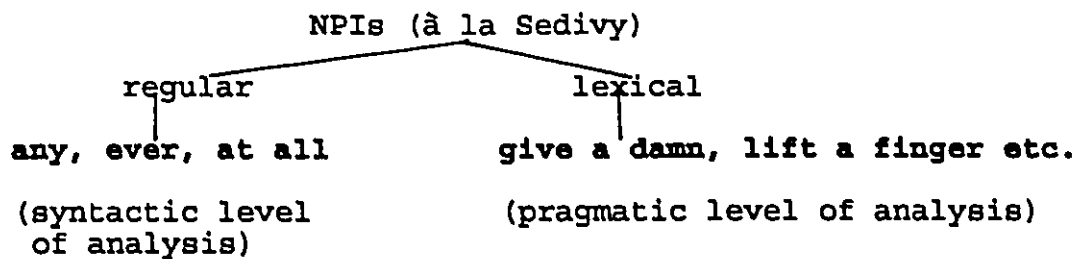 NPIs (à la Sedivy)
regular lexical
any, ever, at all give a damn, lift a finger etc.
(syntactic level (pragmatic level of analysis)
of analysis)